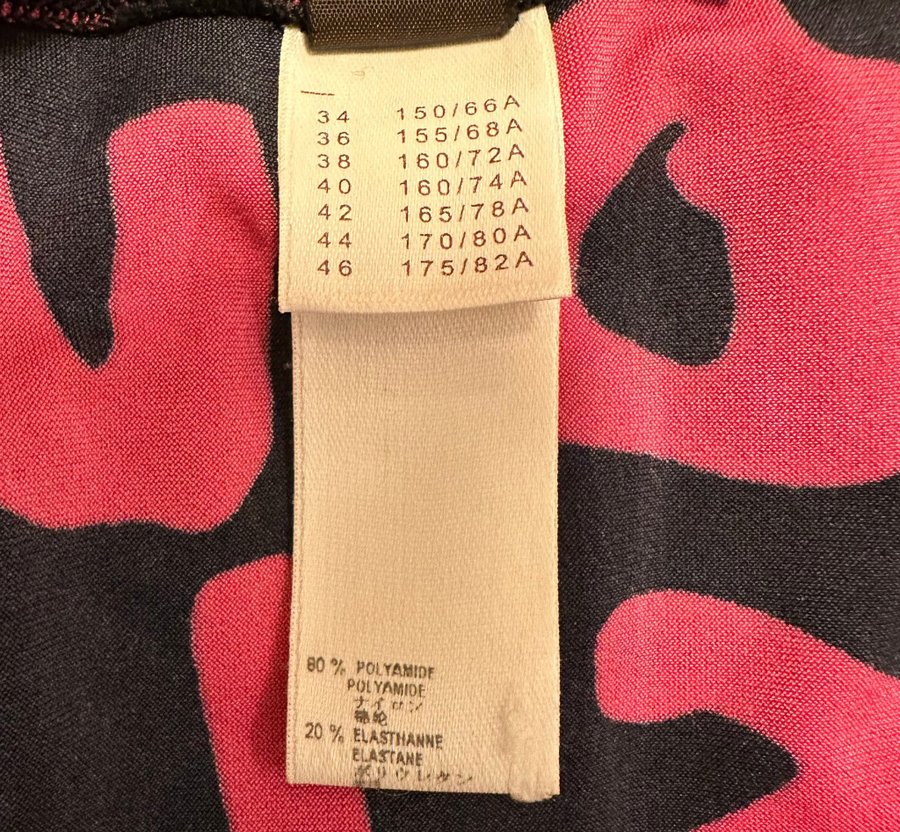 34 150/66A
36 155/68A
38 160/72A
40 160/74A
42 165/78A
44 170/80A
46 175/82A
80 % POLYAMIDE
POLYAMIDE
ナイロン
锦纶
20 % ELASTHANNE
ELASTANE
ポリウレタン